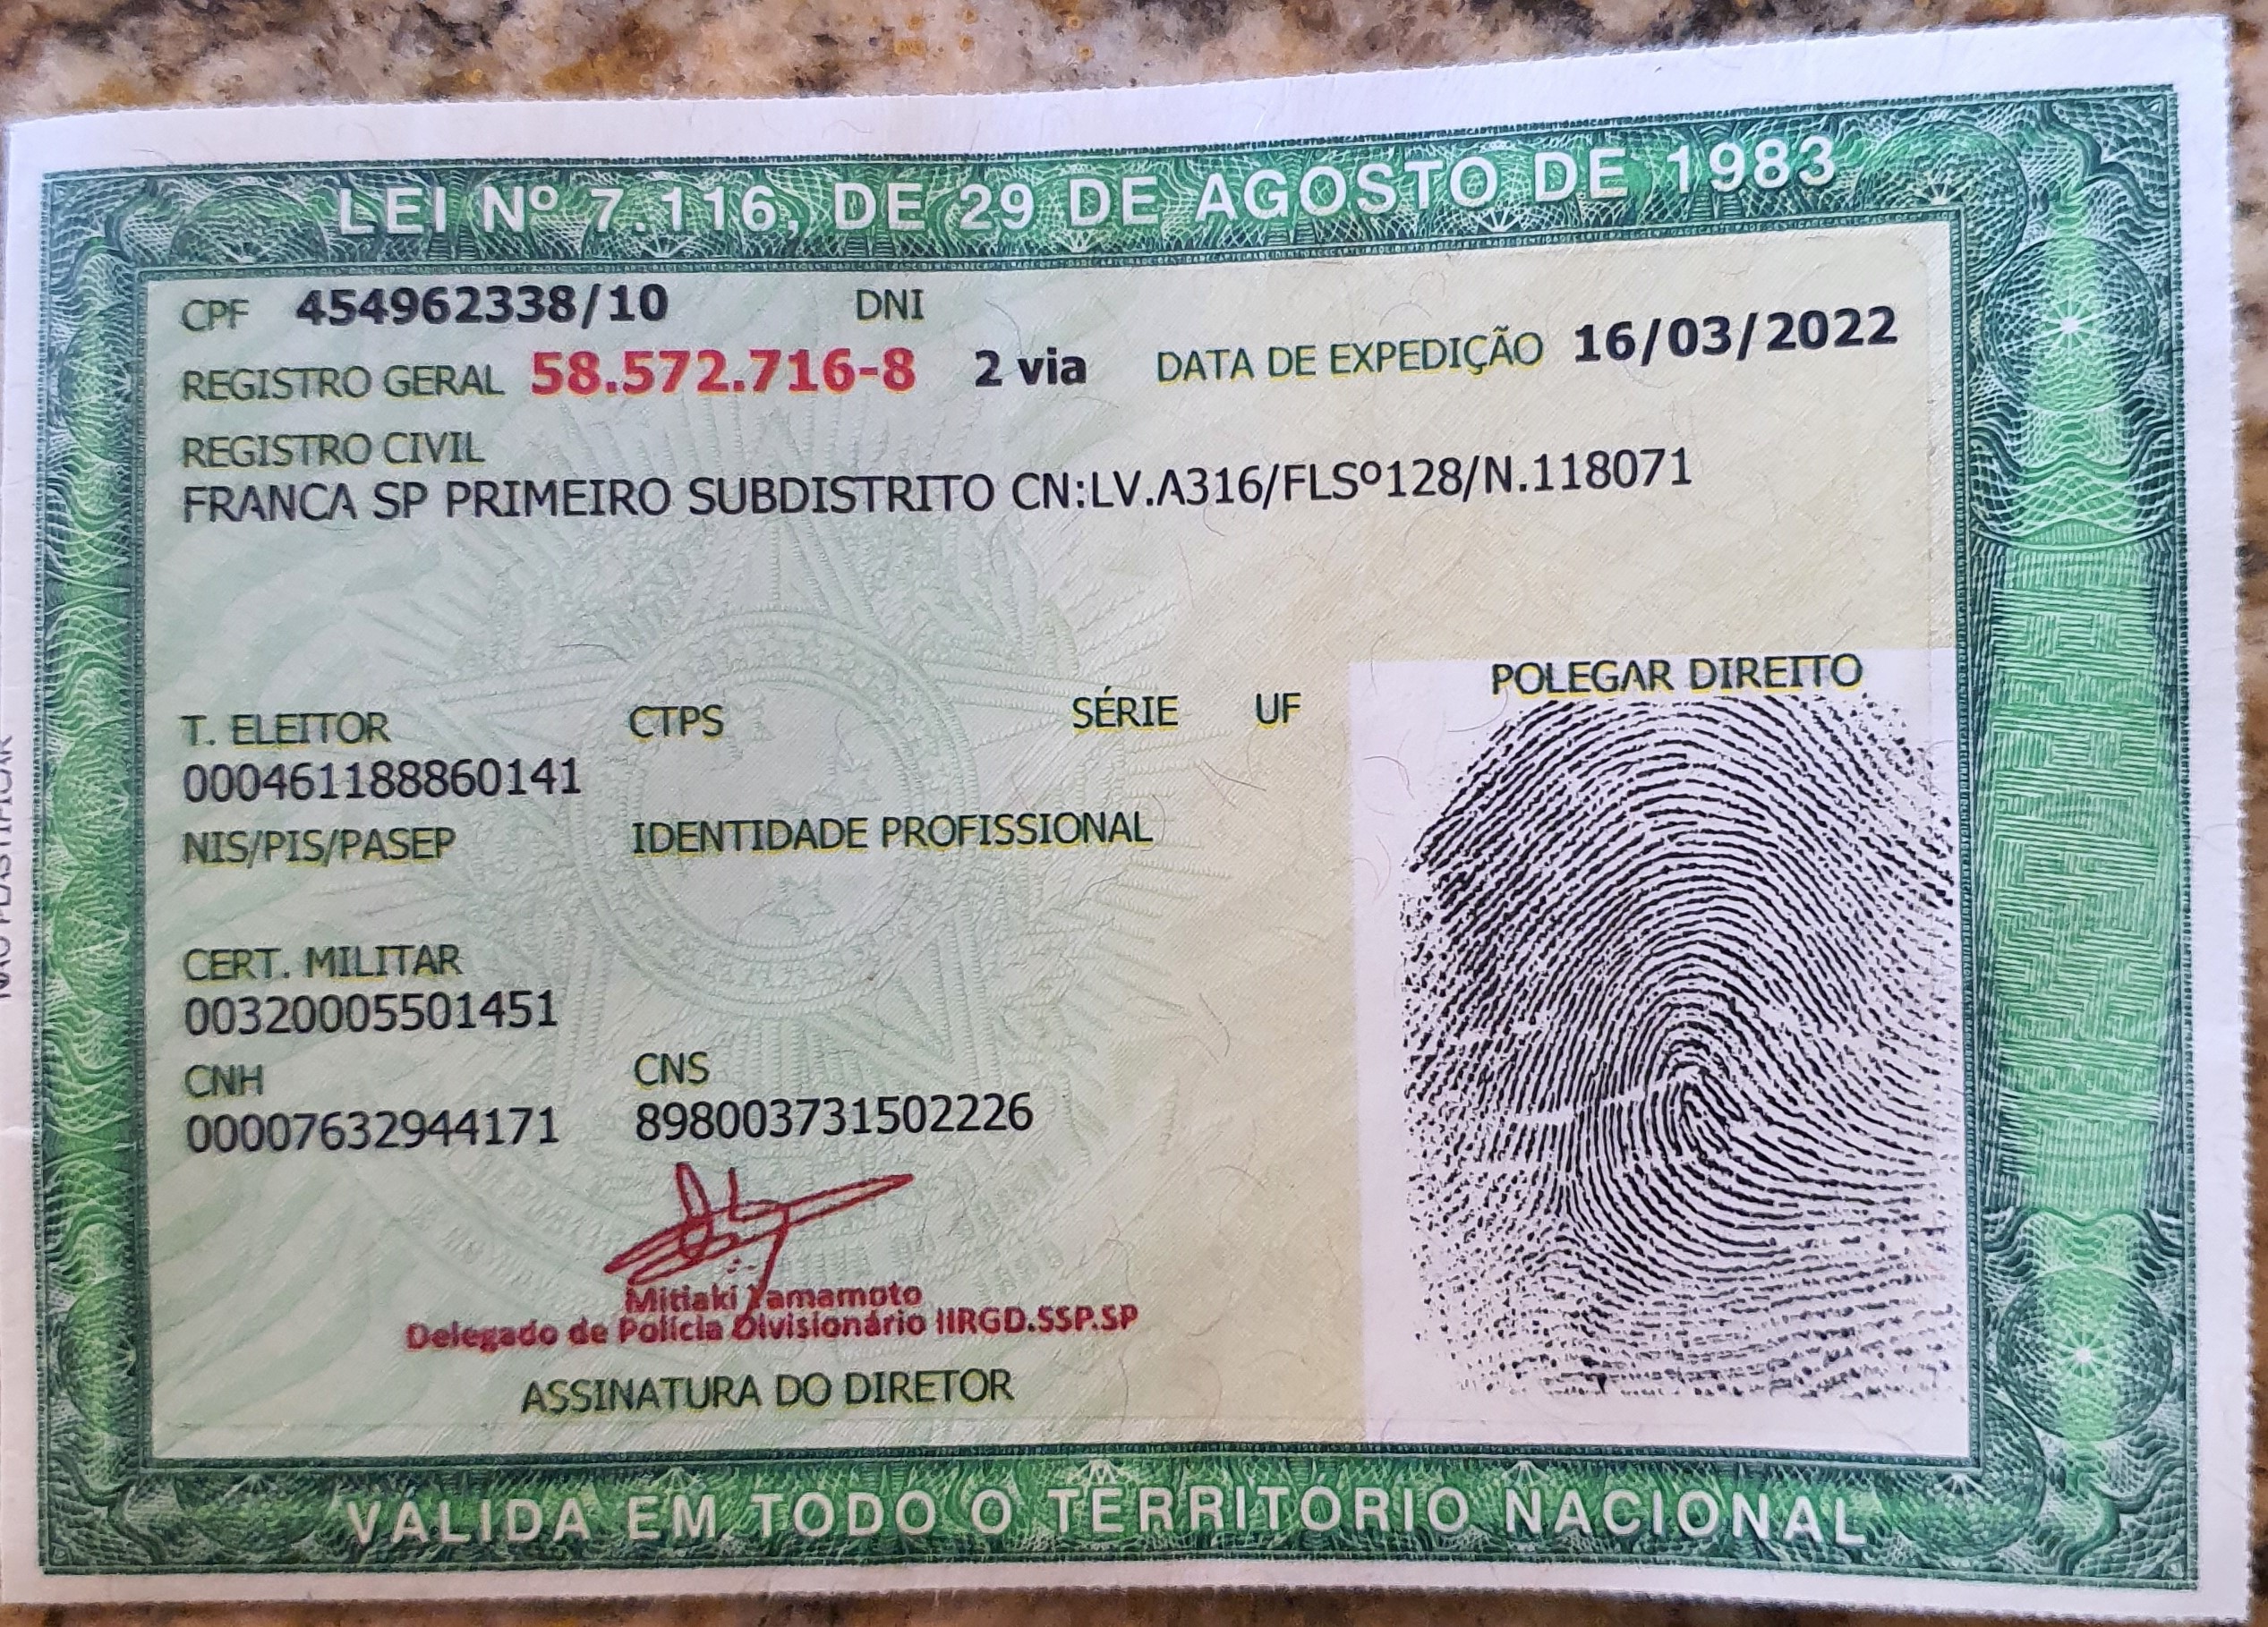 LEI Nº 7.116, DE 29 DE AGOSTO DE 1983
CPF 454962338/10 DNI
REGISTRO GERAL 58.572.716-8 2 via DATA DE EXPEDIÇÃO 16/03/2022
REGISTRO CIVIL
FRANCA SP PRIMEIRO SUBDISTRITO CN:LV.A316/FLSº128/N.118071
POLEGAR DIREITO
T. ELEITOR CTPS SÉRIE UF
000461188860141
NIS/PIS/PASEP IDENTIDADE PROFISSIONAL
CERT. MILITAR
00320005501451
CNH CNS
00007632944171 898003731502226
Mitiaki Yamamoto
Delegado de Polícia Divisionário IIRGD.SSP.SP
ASSINATURA DO DIRETOR
VÁLIDA EM TODO O TERRITÓRIO NACIONAL